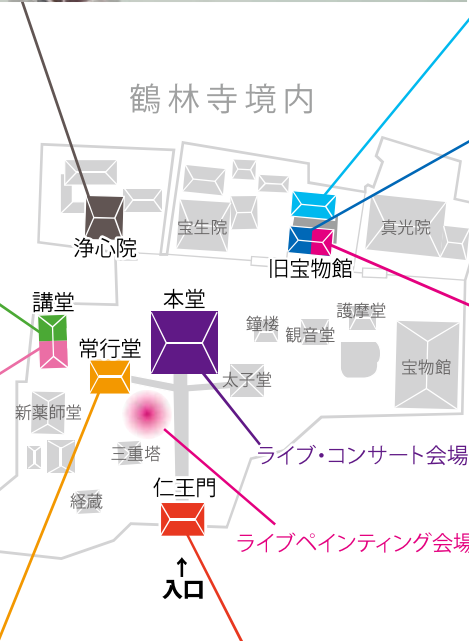 鶴林寺境内
宝生院
真光院
浄心院
旧宝物館
講堂
本堂
鐘楼
護摩堂
観音堂
常行堂
宝物館
太子堂
新薬師堂
三重塔
ライブ・コンサート会場
経蔵
仁王門
ライブペインティング会場
↑
入口